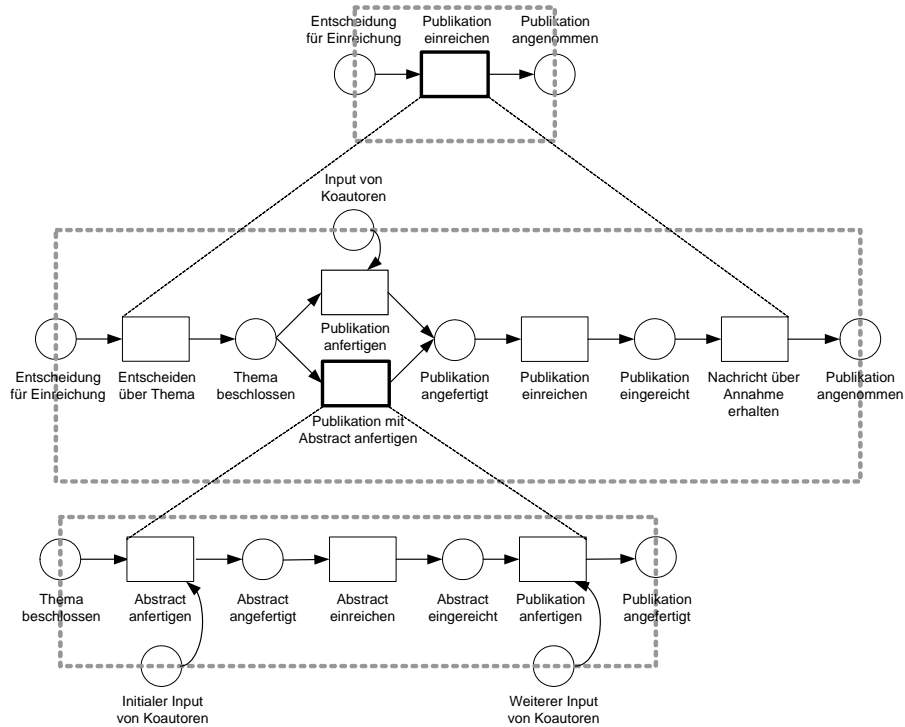 Entscheidung
für Einreichung
Publikation
einreichen
Publikation
angenommen
Input von
Koautoren
Publikation
anfertigen
Entscheidung
für Einreichung
Entscheiden
über Thema
Thema
beschlossen
Publikation mit
Abstract anfertigen
Publikation
angefertigt
Publikation
einreichen
Publikation
eingereicht
Nachricht über
Annahme
erhalten
Publikation
angenommen
Thema
beschlossen
Abstract
anfertigen
Abstract
angefertigt
Abstract
einreichen
Abstract
eingereicht
Publikation
anfertigen
Publikation
angefertigt
Initialer Input
von Koautoren
Weiterer Input
von Koautoren